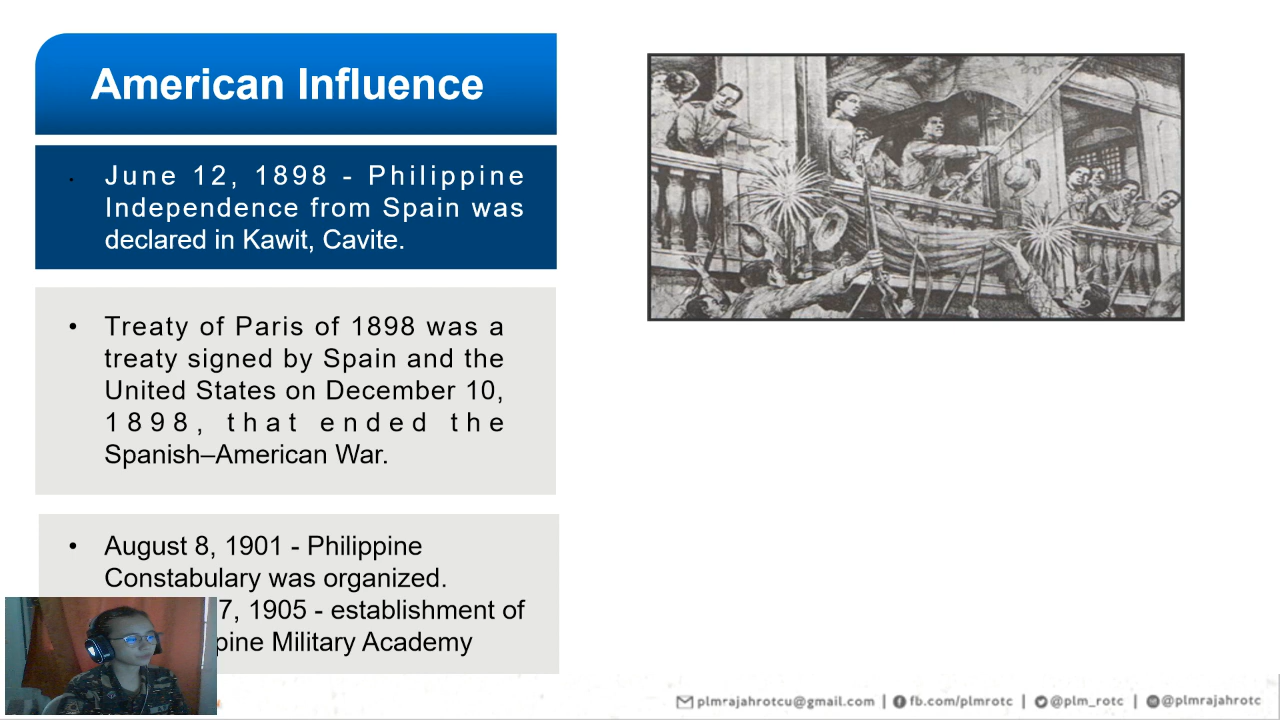 American Influence
• June 12, 1898 - Philippine
Independence from Spain was
declared in Kawit, Cavite.
• Treaty of Paris of 1898 was a
treaty signed by Spain and the
United States on December 10,
1898, that ended the
Spanish–American War.
• August 8, 1901 - Philippine
Constabulary was organized.
7, 1905 - establishment of
pine Military Academy
plmrajahrotcu@gmail.com | fb.com/plmrotc | @plm_rotc | @plmrajahrotc